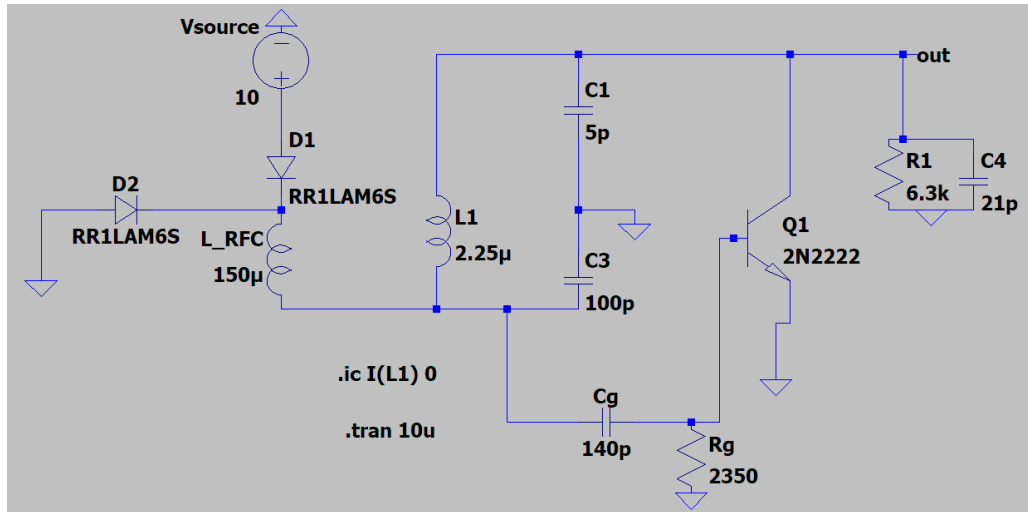 Vsource
10
D1
RR1LAM6S
D2
RR1LAM6S
L_RFC
150µ
L1
2.25µ
C1
5p
C3
100p
out
R1
6.3k
C4
21p
Q1
2N2222
.ic I(L1) 0
.tran 10u
Cg
140p
Rg
2350